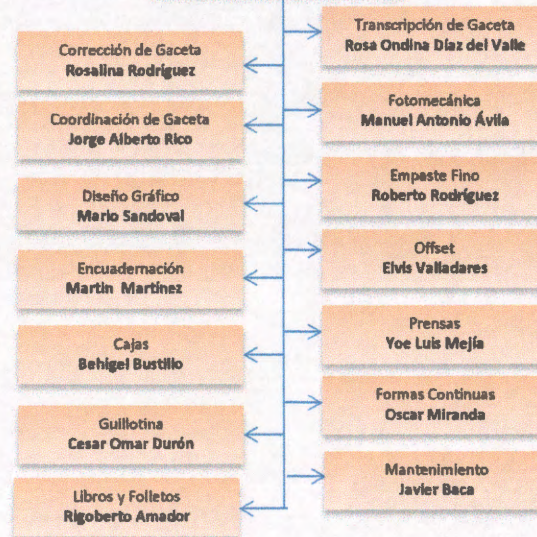 Corrección de Gaceta
Rosalina Rodríguez
Coordinación de Gaceta
Jorge Alberto Rico
Diseño Gráfico
Mario Sandoval
Encuadernación
Martin Martínez
Cajas
Behigel Bustillo
Guillotina
Cesar Omar Durón
Libros y Folletos
Rigoberto Amador
Transcripción de Gaceta
Rosa Ondina Díaz del Valle
Fotomecánica
Manuel Antonio Ávila
Empaste Fino
Roberto Rodríguez
Offset
Elvis Valladares
Prensas
Yoe Luis Mejía
Formas Continuas
Oscar Miranda
Mantenimiento
Javier Baca